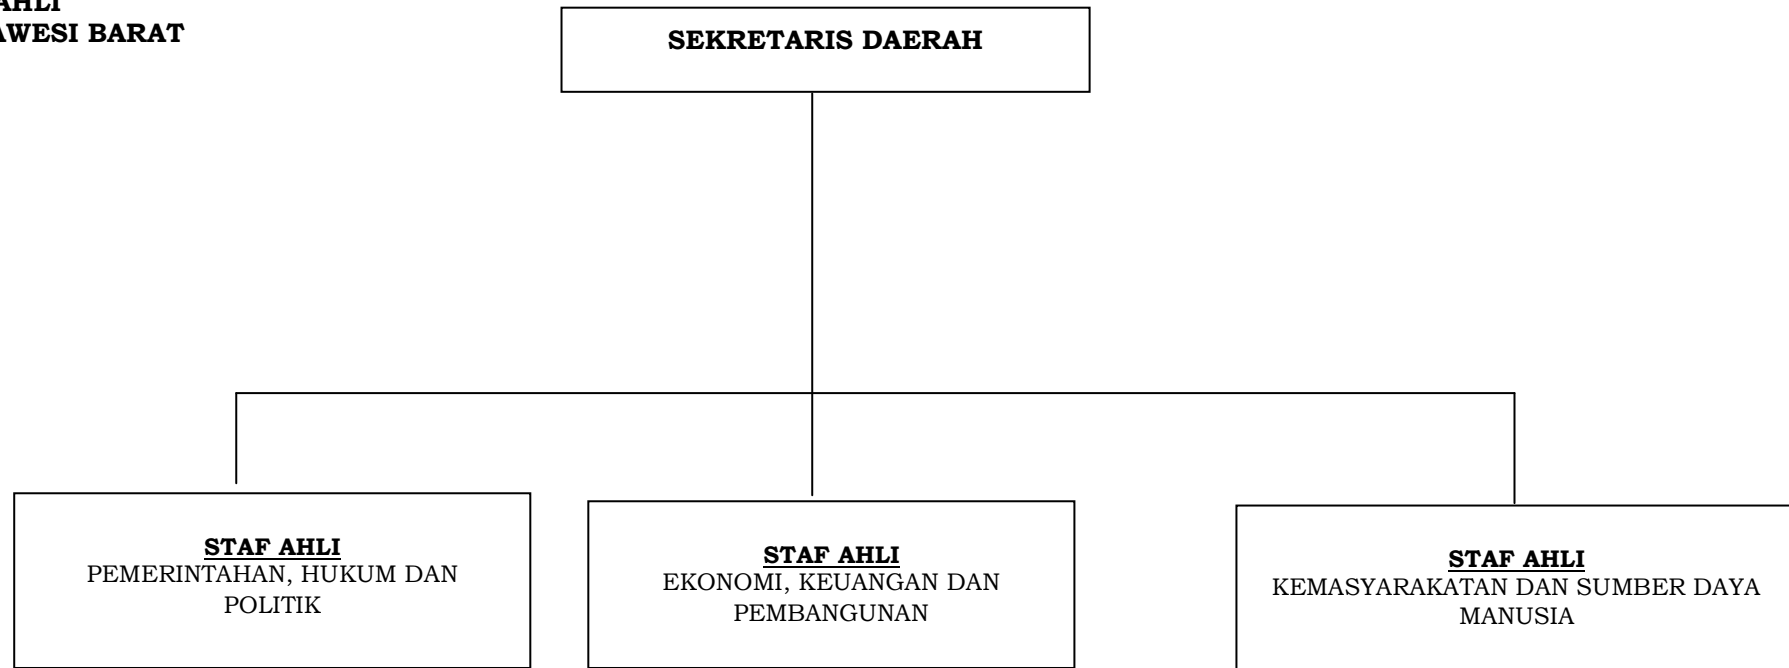 AHLI
AWESI BARAT
SEKRETARIS DAERAH
STAF AHLI
PEMERINTAHAN, HUKUM DAN
POLITIK
STAF AHLI
EKONOMI, KEUANGAN DAN
PEMBANGUNAN
STAF AHLI
KEMASYARAKATAN DAN SUMBER DAYA
MANUSIA